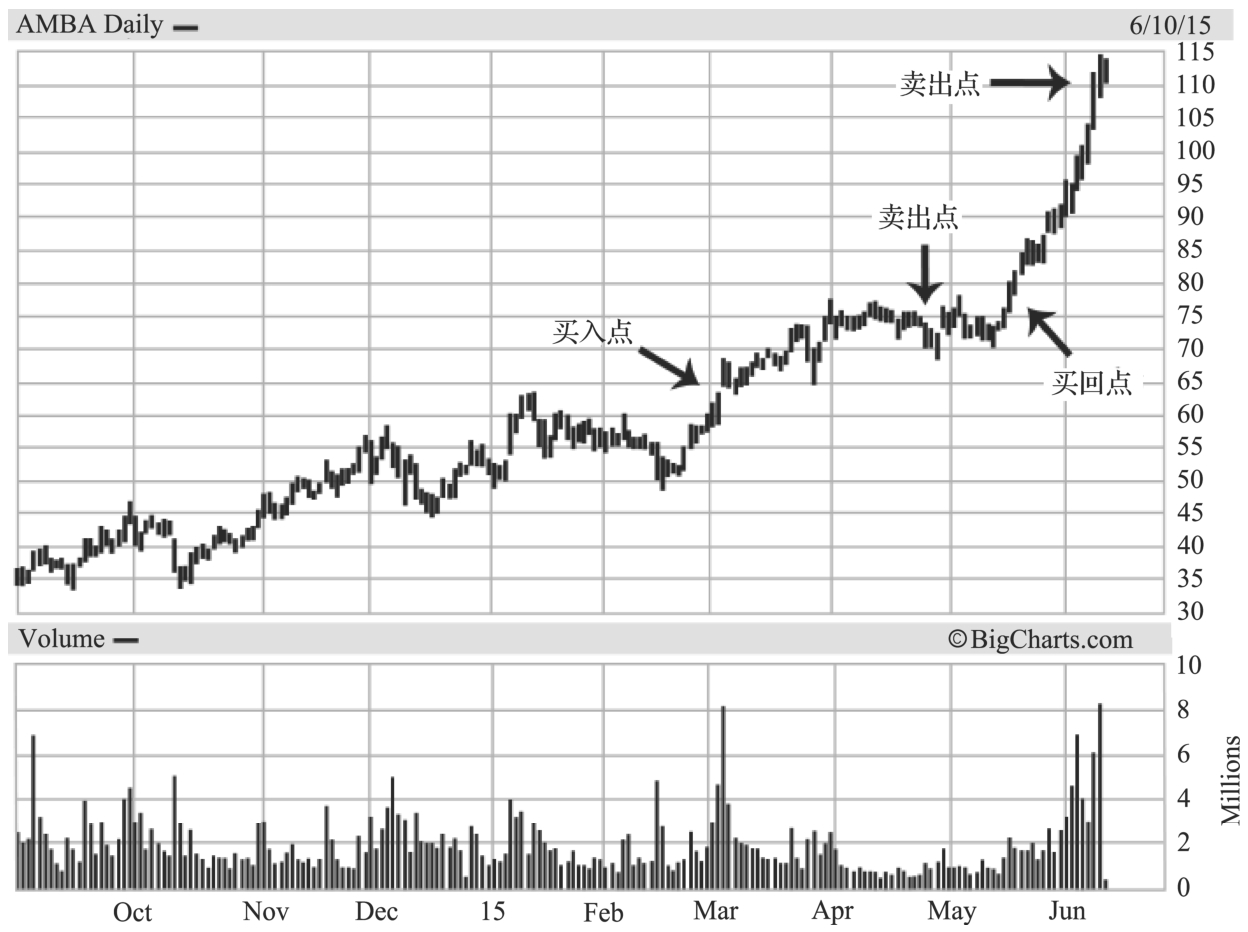 AMBA Daily
6/10/15
115
卖出点
110
105
100
95
卖出点
90
85
80
75
买入点
70
买回点
65
60
55
50
45
40
35
30
Volume
©BigCharts.com
10
8
6
4
2
0
Millions
Oct Nov Dec 15 Feb Mar Apr May Jun